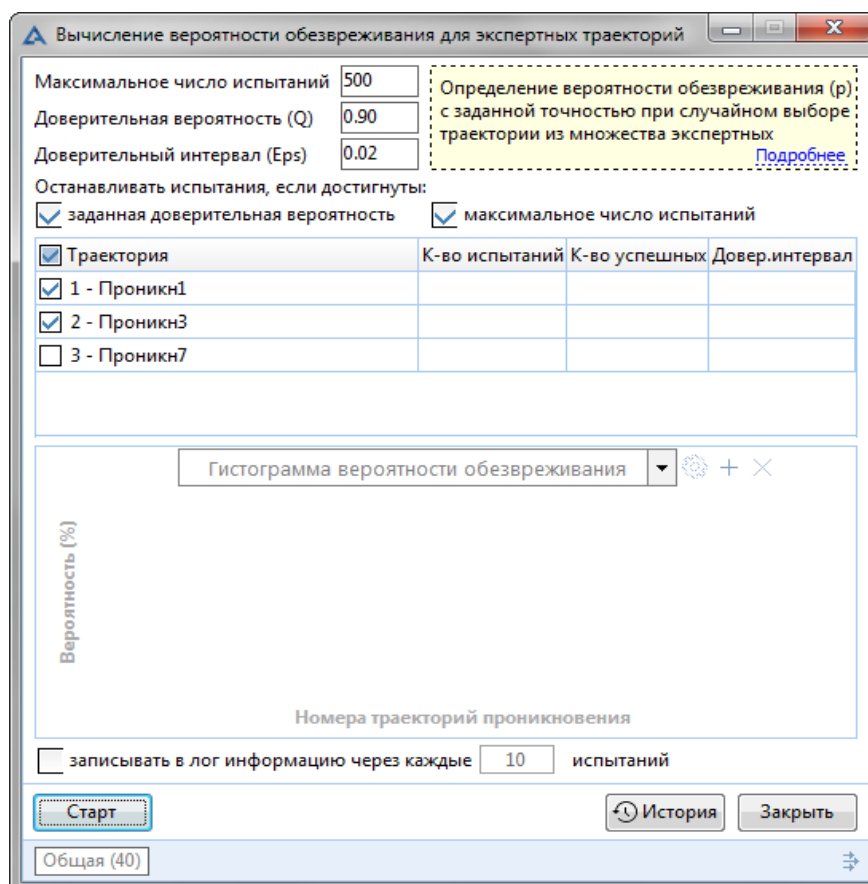 Вычисление вероятности обезвреживания для экспертных траекторий
Максимальное число испытаний 500
Доверительная вероятность (Q) 0.90
Доверительный интервал (Eps) 0.02
Определение вероятности обезвреживания (p)
с заданной точностью при случайном выборе
траектории из множества экспертных
Подробнее
Останавливать испытания, если достигнуты:
заданная доверительная вероятность максимальное число испытаний
Траектория К-во испытаний К-во успешных Довер.интервал
1 - Проникн1
2 - Проникн3
3 - Проникн7
Гистограмма вероятности обезвреживания
Вероятность (%)
Номера траекторий проникновения
записывать в лог информацию через каждые 10 испытаний
Старт История Закрыть
Общая (40)